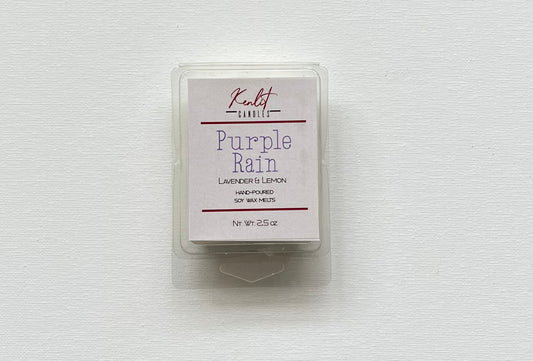 Kenlit
CANDLES
Purple
Rain
LAVENDER & LEMON
HAND-POURED
SOY WAX MELTS
NT WT. 2.5 OZ